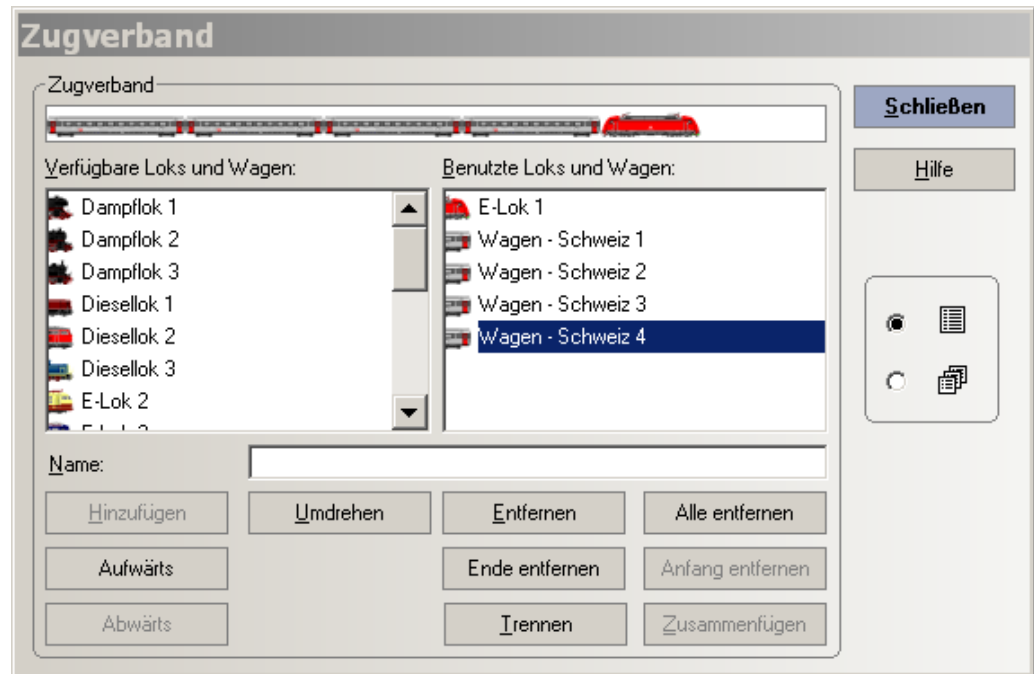 Zugverband
Zugverband
Schließen
Verfügbare Loks und Wagen:
Benutzte Loks und Wagen:
Hilfe
Dampflok 1
Dampflok 2
Dampflok 3
Diesellok 1
Diesellok 2
Diesellok 3
E-Lok 2
E-Lok 1
Wagen - Schweiz 1
Wagen - Schweiz 2
Wagen - Schweiz 3
Wagen - Schweiz 4
Name:
Hinzufügen
Umdrehen
Entfernen
Alle entfernen
Aufwärts
Ende entfernen
Anfang entfernen
Abwärts
Trennen
Zusammenfügen